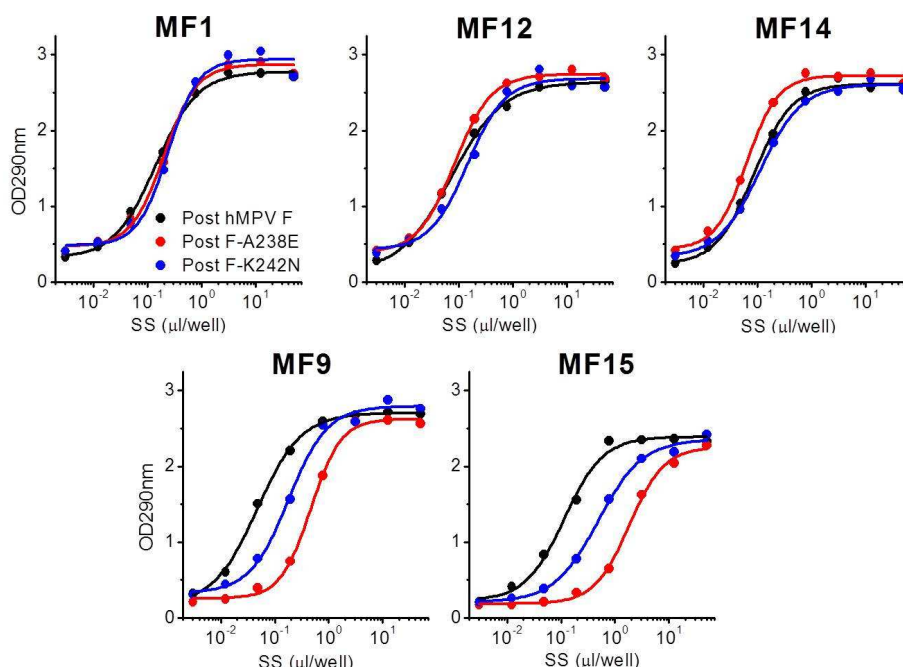 MF1
MF12
MF14
OD290nm
3
2
1
0
Post hMPV F
Post F-A238E
Post F-K242N
10⁻² 10⁻¹ 10⁰ 10¹
SS (µl/well)
3
2
1
0
10⁻² 10⁻¹ 10⁰ 10¹
SS (µl/well)
3
2
1
0
10⁻² 10⁻¹ 10⁰ 10¹
SS (µl/well)
MF9
MF15
OD290nm
3
2
1
0
10⁻² 10⁻¹ 10⁰ 10¹
SS (µl/well)
3
2
1
0
10⁻² 10⁻¹ 10⁰ 10¹
SS (µl/well)